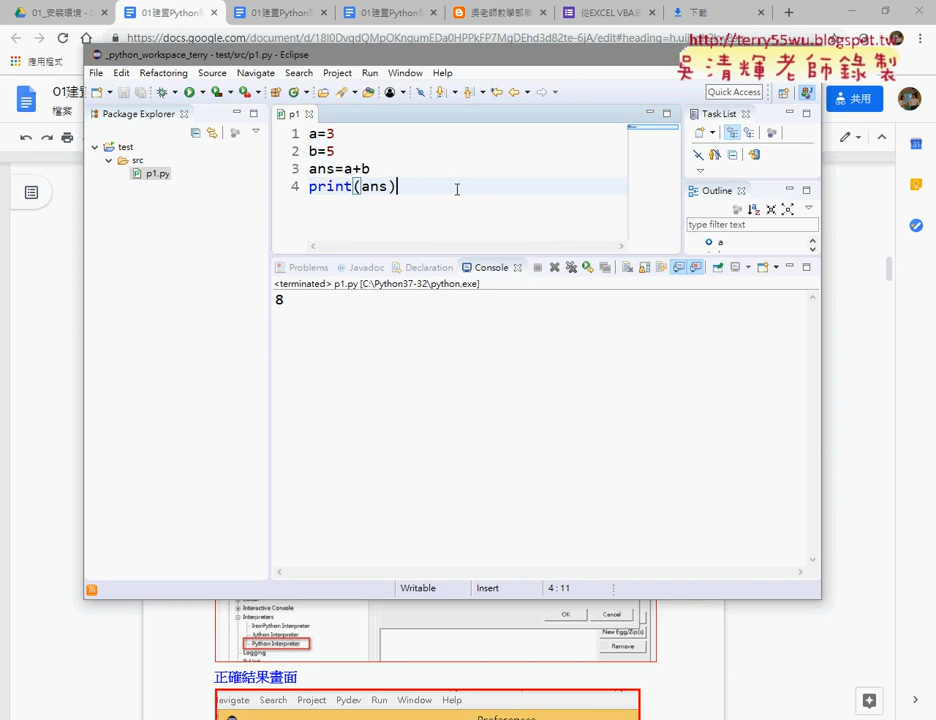 01_安裝環境 -
01建置Python
01建置Python
01建置Python
吳老師教學部
從EXCEL VBA
下載
https://docs.google.com/document/d/18I0DvgdQMpOKngumEDa0HPPkFP7MgDEhd3d82te-6jA/edit#heading=h.ui
http://terry55wu.blogspot.tw
吳清輝老師錄製
應用程式
01建
檔案
共用
_python_workspace_terry - test/src/p1.py - Eclipse
File Edit Refactoring Source Navigate Search Project Run Window Help
Quick Access
Package Explorer
test
src
p1.py
p1
1 a=3
2 b=5
3 ans=a+b
4 print(ans)
Task List
Outline
type filter text
a
Problems Javadoc Declaration Console
<terminated> p1.py [C:\Python37-32\python.exe]
8
Writable Insert 4 : 11
Interactive Console
Interpreters
IronPython Interpreter
Jython Interpreter
Python Interpreter
Logging
OK Cancel
New Egg/Zip(s)
Remove
正確結果畫面
avigate Search Project Pydev Run Window Help
Preference